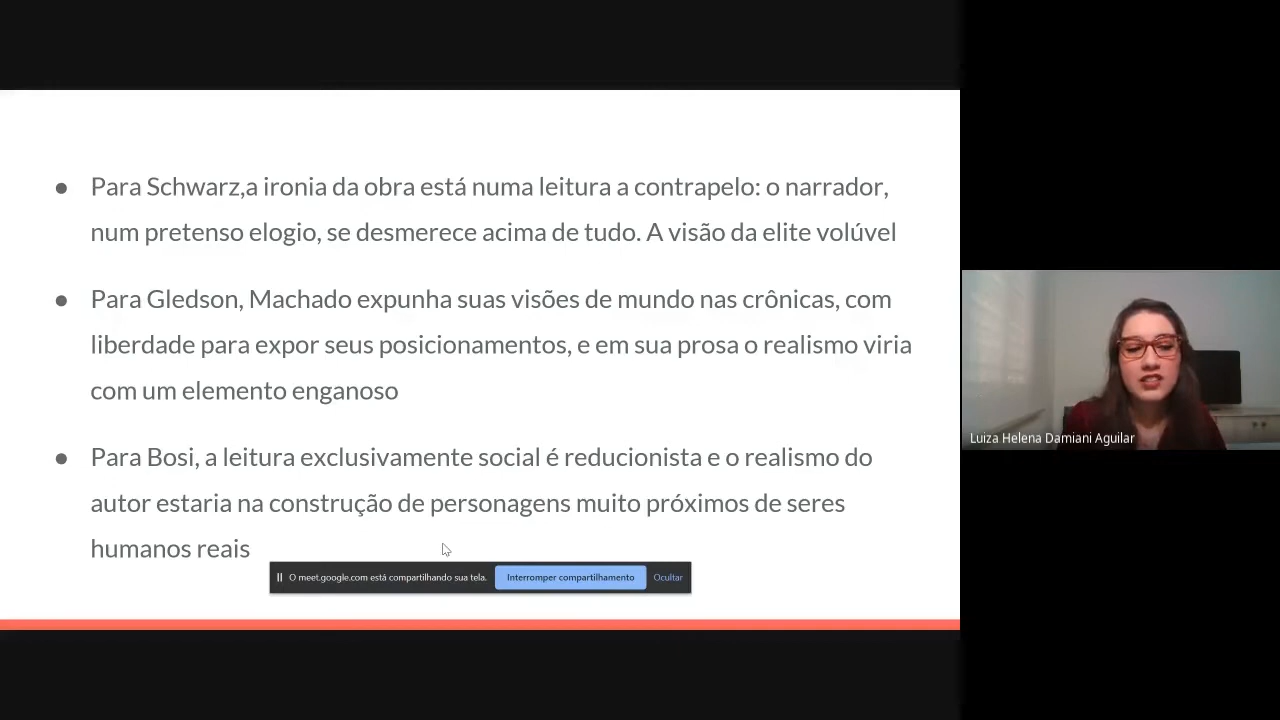 ● Para Schwarz,a ironia da obra está numa leitura a contrapelo: o narrador,
num pretenso elogio, se desmerece acima de tudo. A visão da elite volúvel
● Para Gledson, Machado expunha suas visões de mundo nas crônicas, com
liberdade para expor seus posicionamentos, e em sua prosa o realismo viria
com um elemento enganoso
● Para Bosi, a leitura exclusivamente social é reducionista e o realismo do
autor estaria na construção de personagens muito próximos de seres
humanos reais
O meet.google.com está compartilhando sua tela. Interromper compartilhamento Ocultar
Luiza Helena Damiani Aguilar